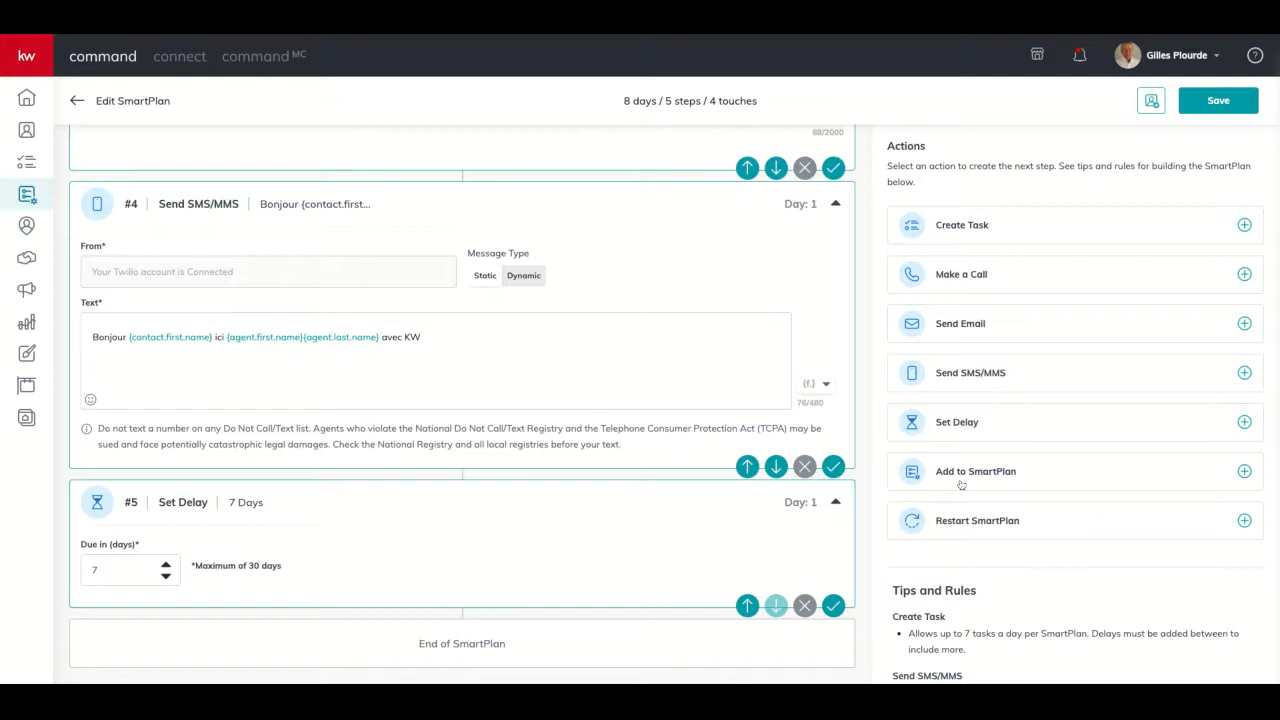 kw
command
connect
command MC
Gilles Plourde
?
Edit SmartPlan
8 days / 5 steps / 4 touches
Save
88/2000
#4
Send SMS/MMS
Bonjour {contact.first...
Day: 1
From*
Your Twilio account is Connected
Message Type
Static
Dynamic
Text*
Bonjour {contact.first.name} ici {agent.first.name}{agent.last.name} avec KW
{f.}
76/480
Do not text a number on any Do Not Call/Text list. Agents who violate the National Do Not Call/Text Registry and the Telephone Consumer Protection Act (TCPA) may be
sued and face potentially catastrophic legal damages. Check the National Registry and all local registries before your text.
#5
Set Delay
7 Days
Day: 1
Due in (days)*
7
*Maximum of 30 days
End of SmartPlan
Actions
Select an action to create the next step. See tips and rules for building the SmartPlan
below.
Create Task
Make a Call
Send Email
Send SMS/MMS
Set Delay
Add to SmartPlan
Restart SmartPlan
Tips and Rules
Create Task
• Allows up to 7 tasks a day per SmartPlan. Delays must be added between to
include more.
Send SMS/MMS